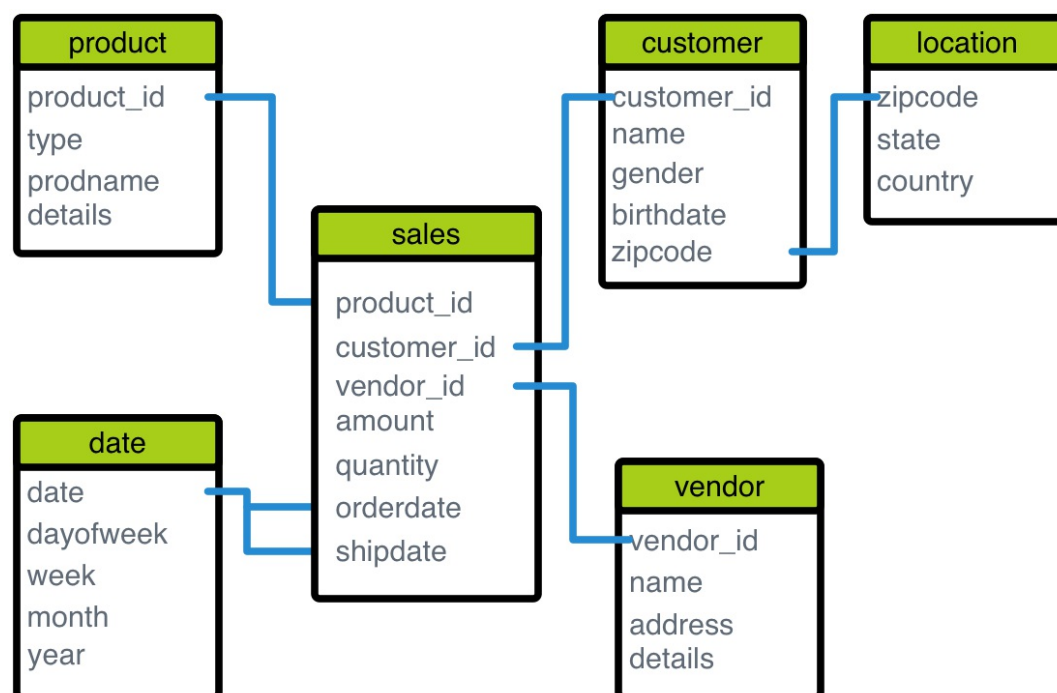 product
product_id
type
prodname
details
customer
customer_id
name
gender
birthdate
zipcode
location
zipcode
state
country
sales
product_id
customer_id
vendor_id
amount
quantity
orderdate
shipdate
date
date
dayofweek
week
month
year
vendor
vendor_id
name
address
details